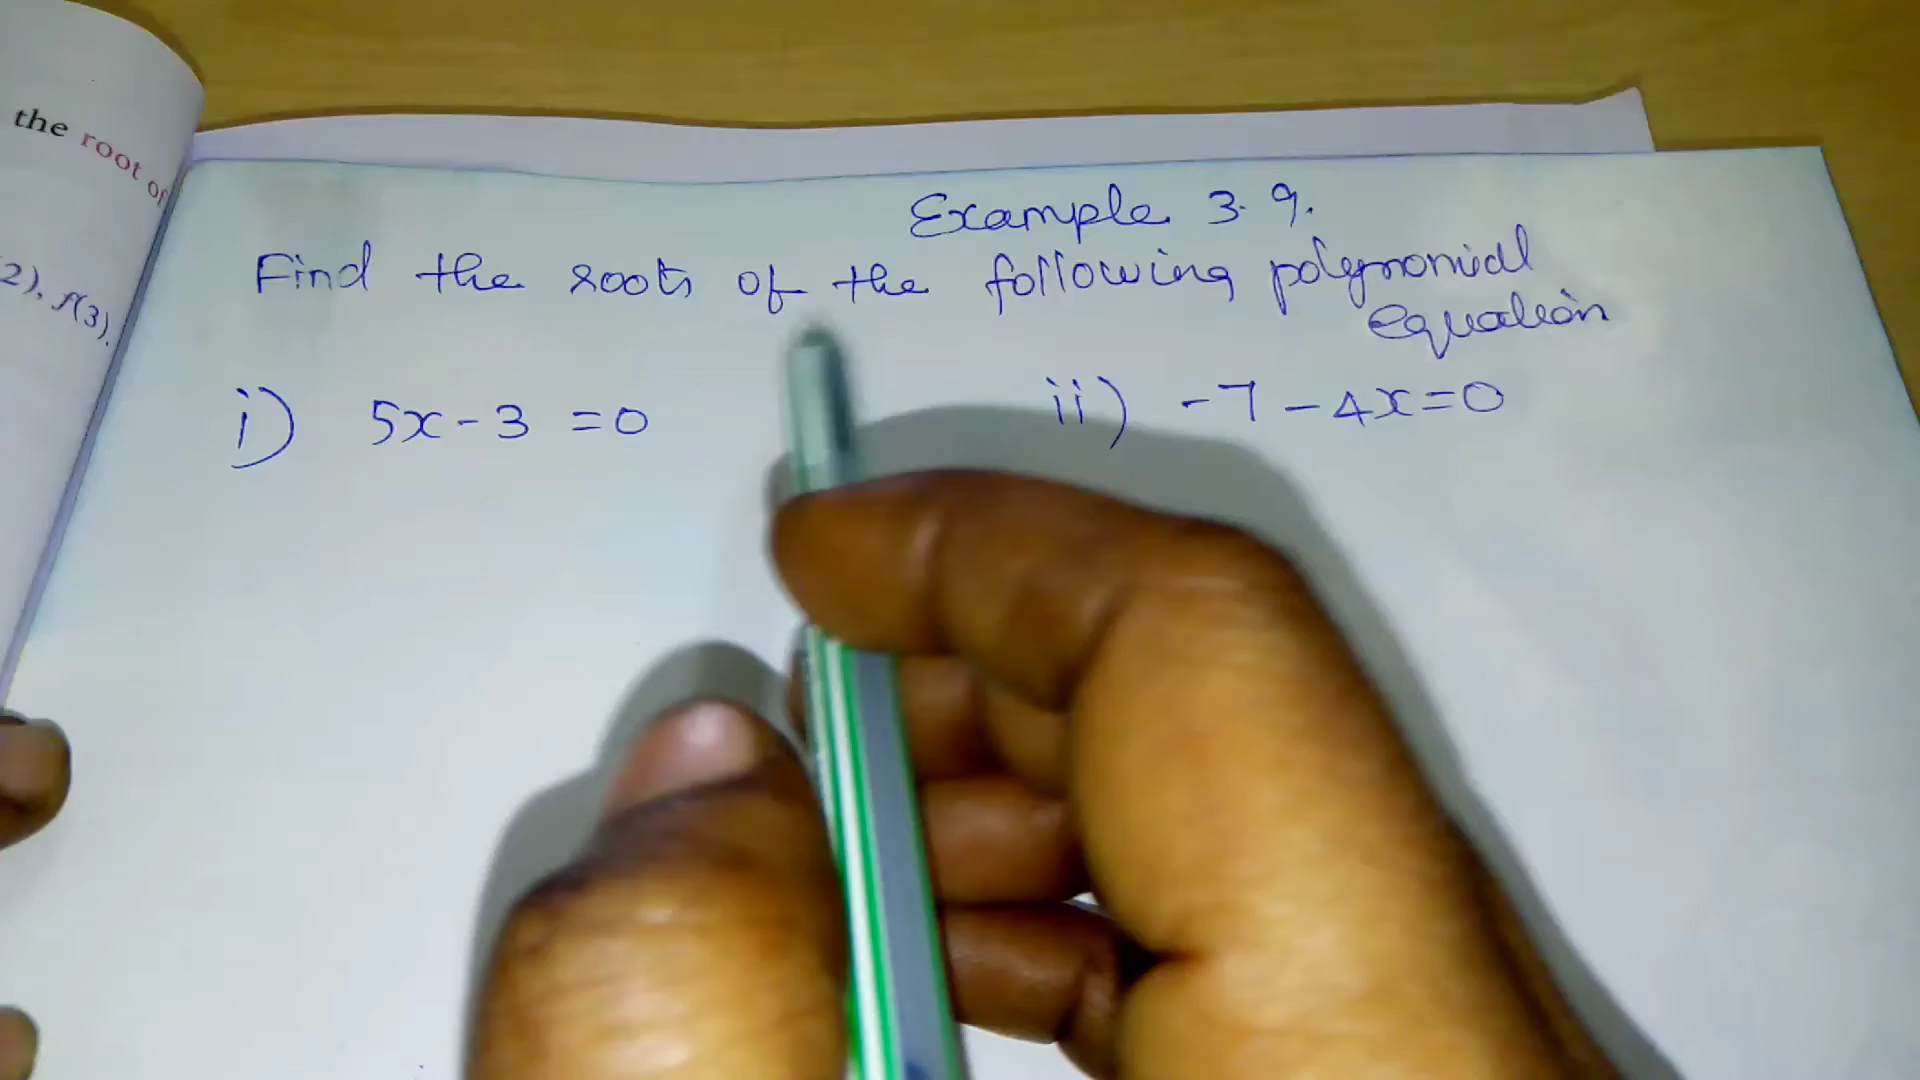 the root of
2), f(3).
Example 3.9.
Find the roots of the following polynomial
equation
i) 5x-3 =0
ii) -7-4x=0